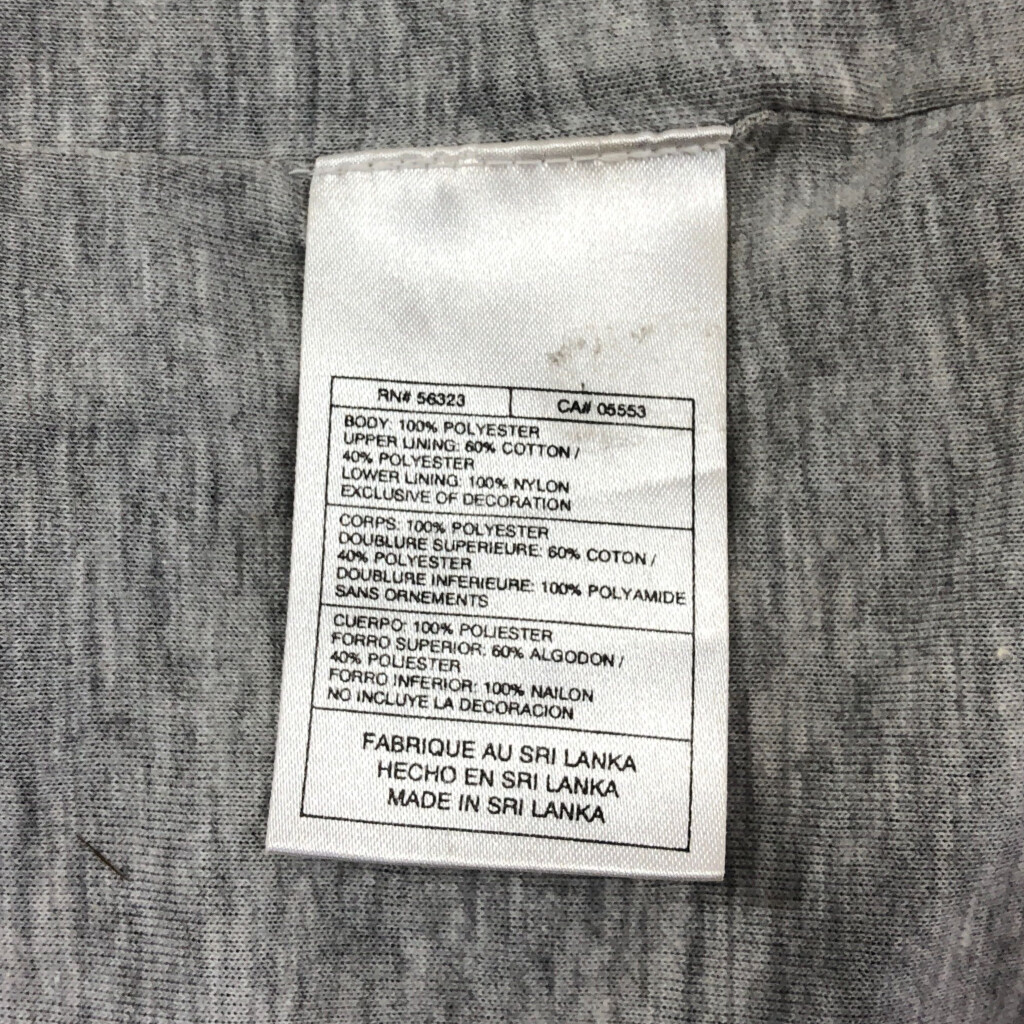 RN# 56323 CA# 05553
BODY: 100% POLYESTER
UPPER LINING: 60% COTTON /
40% POLYESTER
LOWER LINING: 100% NYLON
EXCLUSIVE OF DECORATION
CORPS: 100% POLYESTER
DOUBLURE SUPERIEURE: 60% COTON /
40% POLYESTER
DOUBLURE INFERIEURE: 100% POLYAMIDE
SANS ORNEMENTS
CUERPO: 100% POLIESTER
FORRO SUPERIOR: 60% ALGODON /
40% POLIESTER
FORRO INFERIOR: 100% NAILON
NO INCLUYE LA DECORACION
FABRIQUE AU SRI LANKA
HECHO EN SRI LANKA
MADE IN SRI LANKA